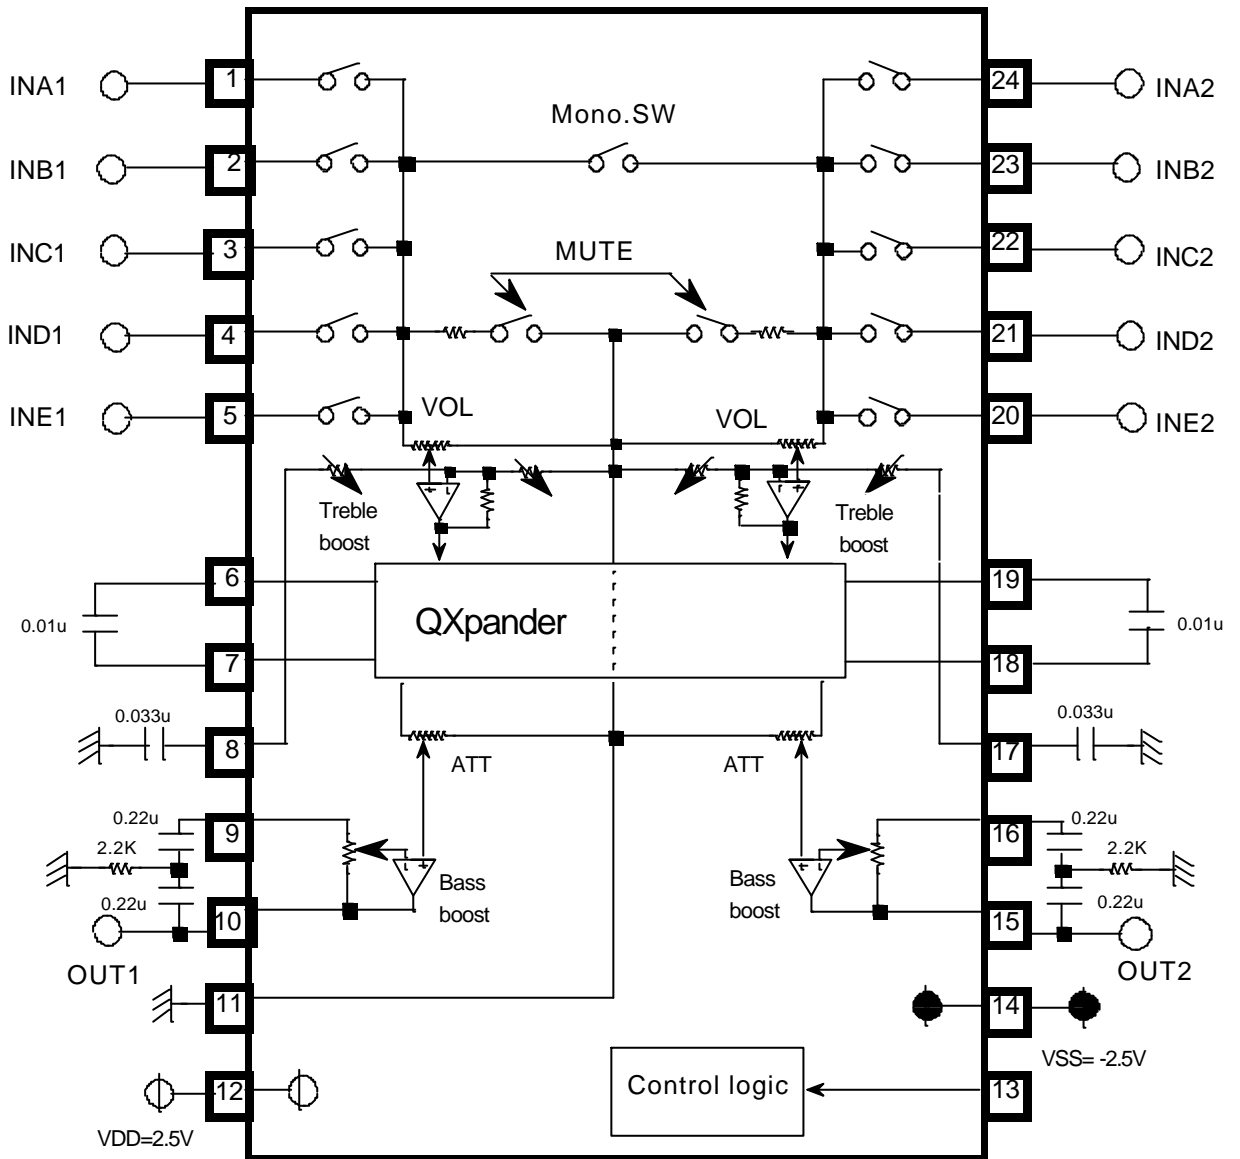 INA1
1
24
INA2
Mono.SW
INB1
2
23
INB2
INC1
3
MUTE
22
INC2
IND1
4
21
IND2
INE1
5
VOL
VOL
20
INE2
Treble
boost
Treble
boost
6
19
0.01u
QXpander
0.01u
7
18
0.033u
8
ATT
ATT
0.033u
17
0.22u
9
16
0.22u
2.2K
2.2K
0.22u
10
Bass
boost
Bass
boost
15
0.22u
OUT1
OUT2
11
14
VSS= -2.5V
12
Control logic
13
VDD=2.5V